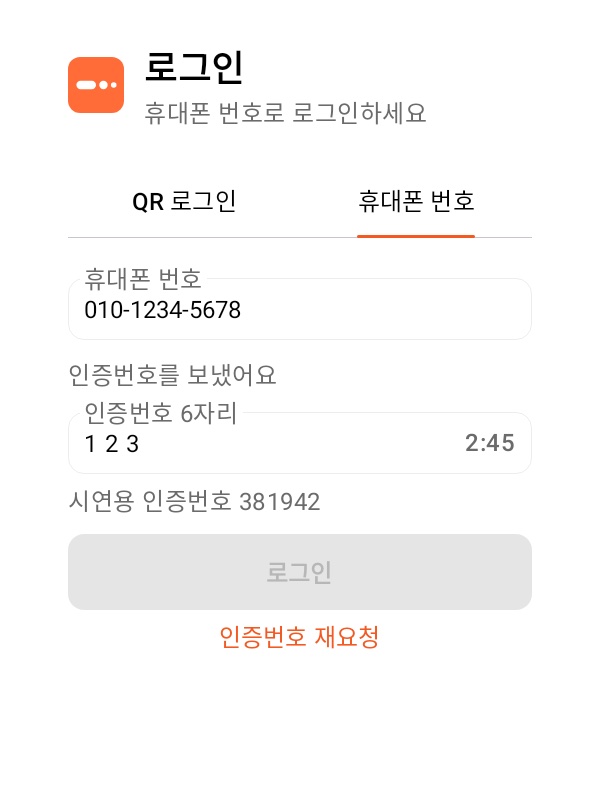 로그인
휴대폰 번호로 로그인하세요
QR 로그인
휴대폰 번호
휴대폰 번호
010-1234-5678
인증번호를 보냈어요
인증번호 6자리
1 2 3
2:45
시연용 인증번호 381942
로그인
인증번호 재요청